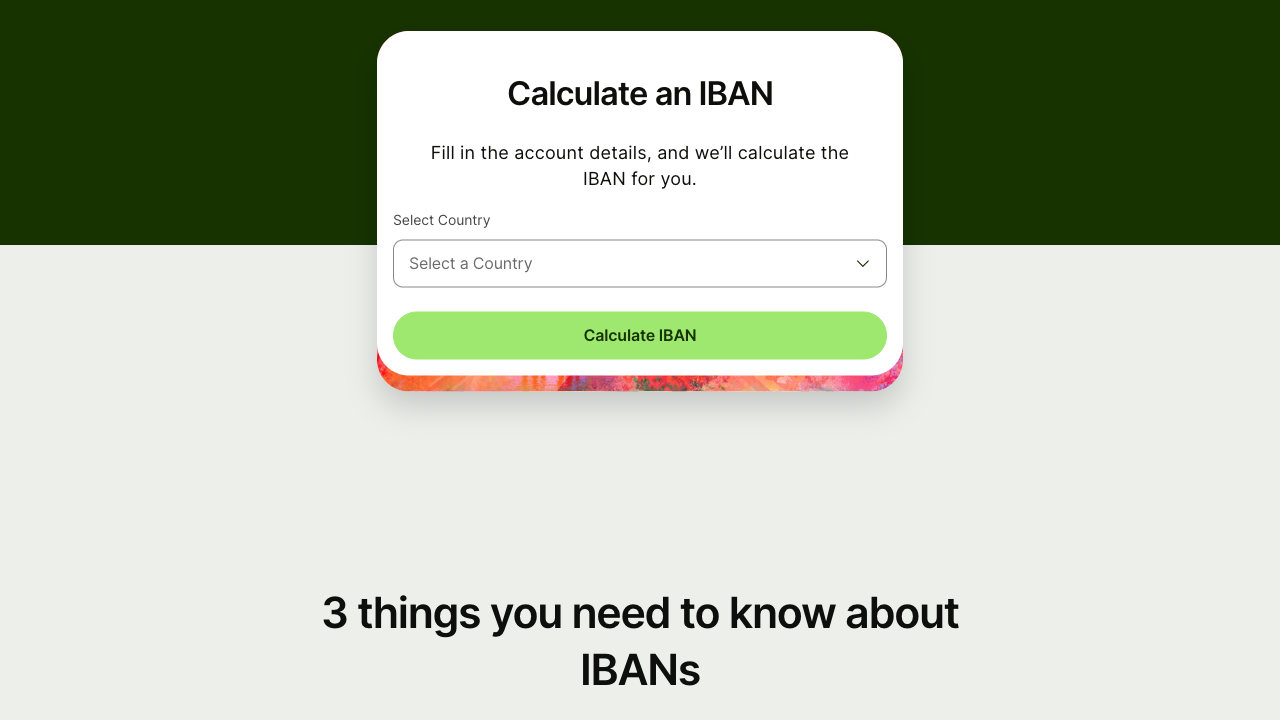 Calculate an IBAN
Fill in the account details, and we’ll calculate the
IBAN for you.
Select Country
Select a Country
Calculate IBAN
3 things you need to know about
IBANs